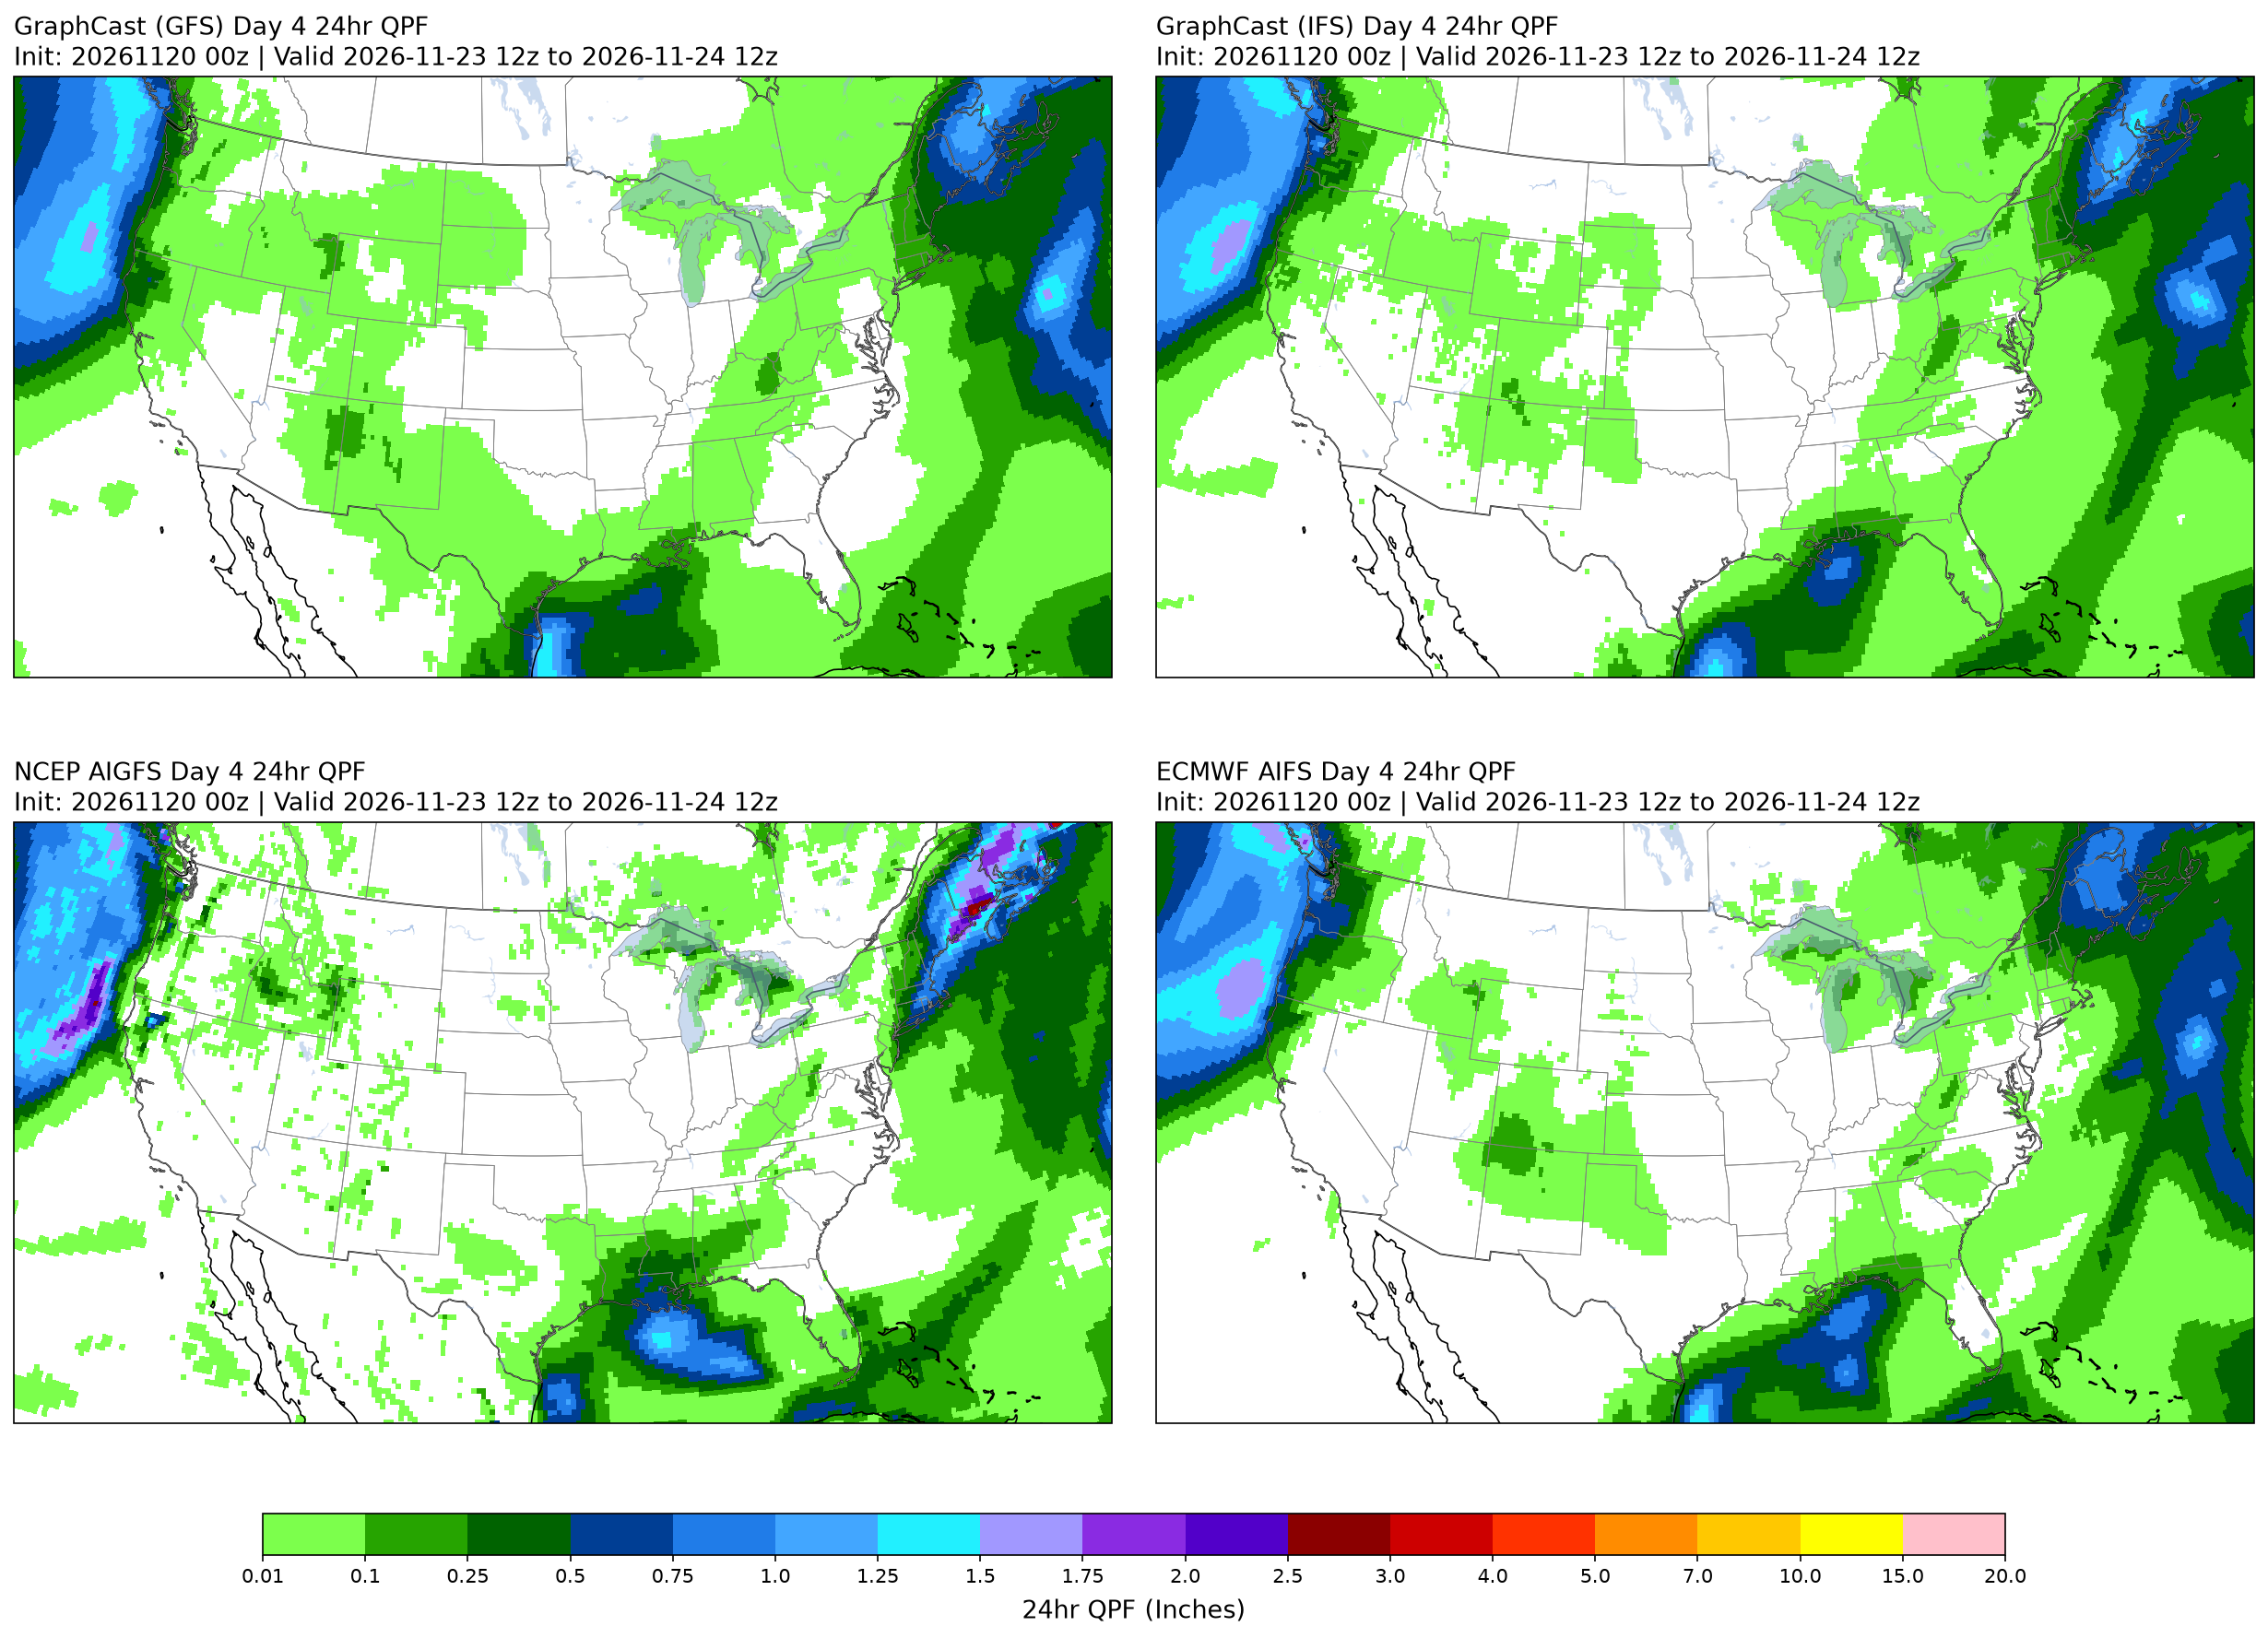 GraphCast (GFS) Day 4 24hr QPF
Init: 20261120 00z | Valid 2026-11-23 12z to 2026-11-24 12z
GraphCast (IFS) Day 4 24hr QPF
Init: 20261120 00z | Valid 2026-11-23 12z to 2026-11-24 12z
NCEP AIGFS Day 4 24hr QPF
Init: 20261120 00z | Valid 2026-11-23 12z to 2026-11-24 12z
ECMWF AIFS Day 4 24hr QPF
Init: 20261120 00z | Valid 2026-11-23 12z to 2026-11-24 12z
0.01 0.1 0.25 0.5 0.75 1.0 1.25 1.5 1.75 2.0 2.5 3.0 4.0 5.0 7.0 10.0 15.0 20.0
24hr QPF (Inches)